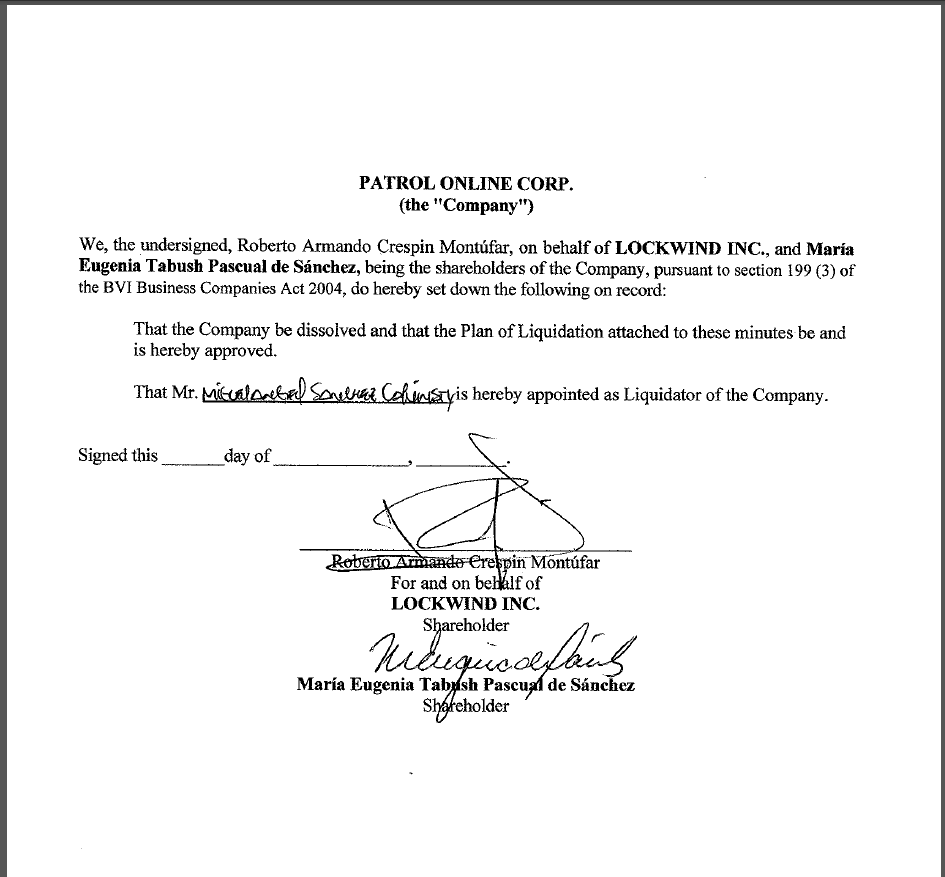 PATROL ONLINE CORP.
(the "Company")
We, the undersigned, Roberto Armando Crespin Montúfar, on behalf of LOCKWIND INC., and María
Eugenia Tabush Pascual de Sánchez, being the shareholders of the Company, pursuant to section 199 (3) of
the BVI Business Companies Act 2004, do hereby set down the following on record:
That the Company be dissolved and that the Plan of Liquidation attached to these minutes be and
is hereby approved.
That Mr. Miguel Angel Sanchez is hereby appointed as Liquidator of the Company.
Signed this ______ day of ______________, _________.
Roberto Armando Crespin Montúfar
For and on behalf of
LOCKWIND INC.
Shareholder
María Eugenia Tabush Pascual de Sánchez
Shareholder